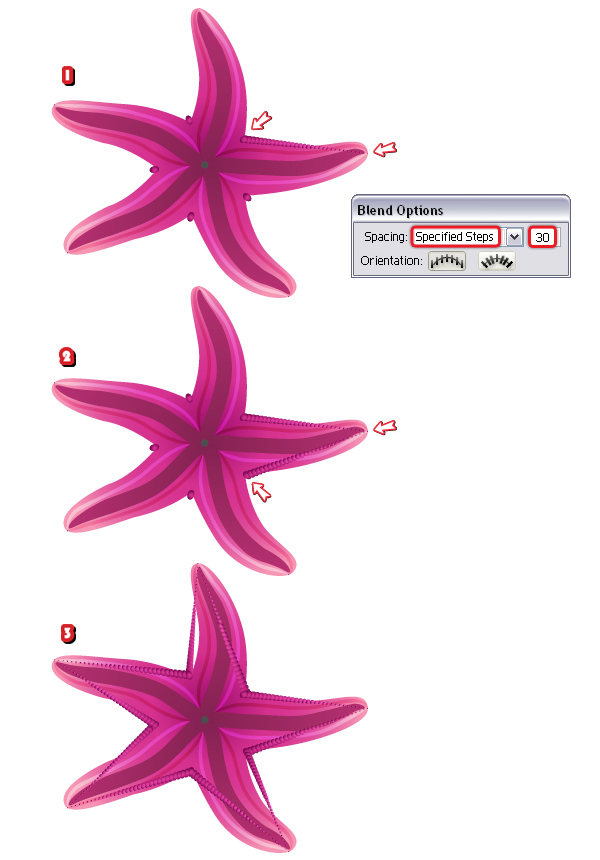 1
Blend Options
Spacing: Specified Steps 30
Orientation:
2
3